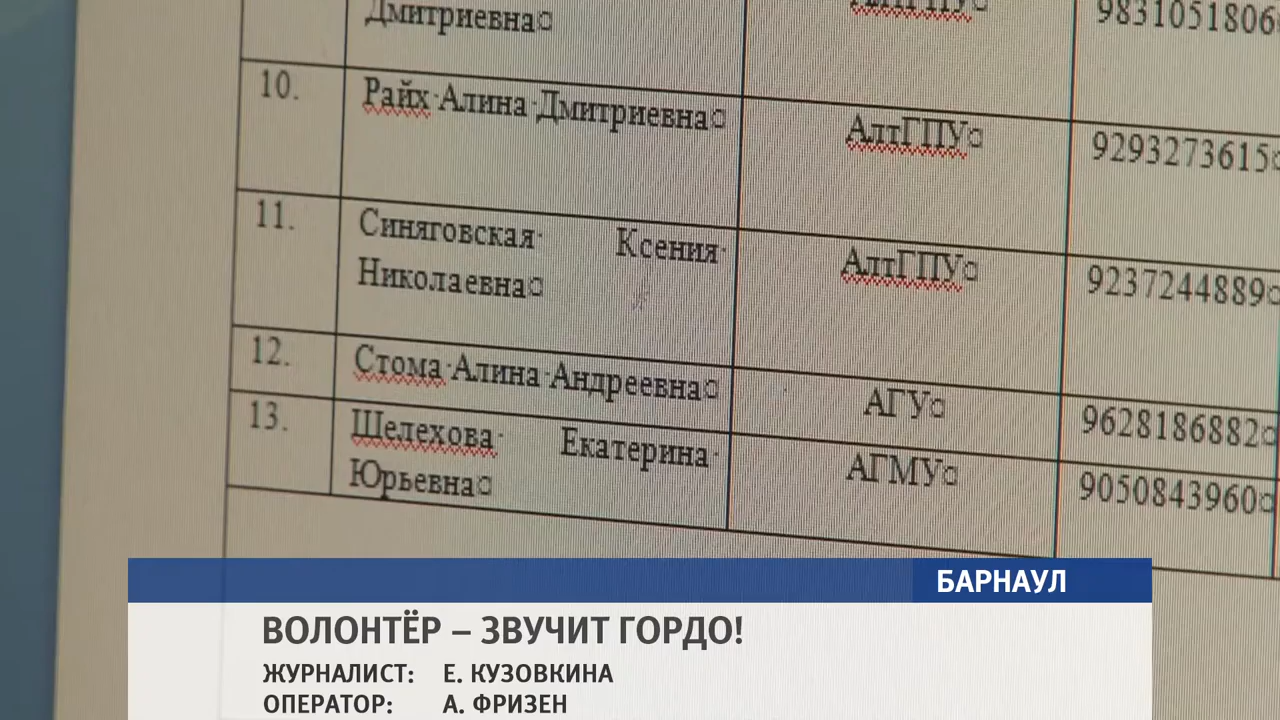 Дмитриевна¤
9831051806
10. Райх·Алина·Дмитриевна¤ АлтГПУ¤ 9293273615¤
11. Синяговская· Ксения· АлтГПУ¤ 9237244889¤
Николаевна¤
12. Стома·Алина·Андреевна¤ АГУ¤ 9628186882¤
13. Шелехова· Екатерина· АГМУ¤ 9050843960¤
Юрьевна¤
БАРНАУЛ
ВОЛОНТЁР – ЗВУЧИТ ГОРДО!
ЖУРНАЛИСТ: Е. КУЗОВКИНА
ОПЕРАТОР: А. ФРИЗЕН